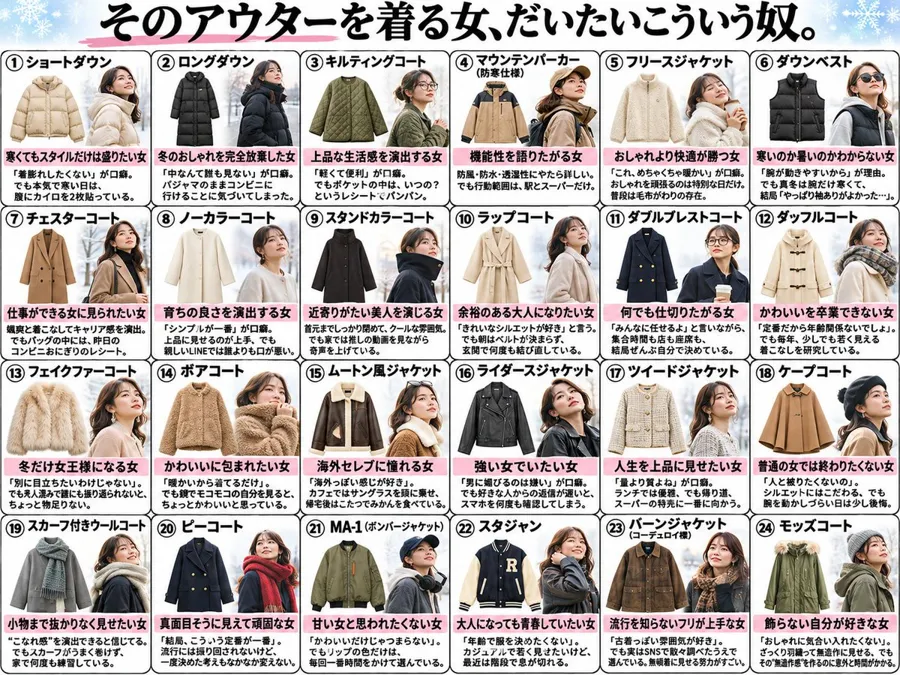 そのアウターを着る女、だいたいこういう奴。
① ショートダウン
寒くてもスタイルだけは盛りたい女
「着膨れしたくない」が口癖。
でも本気で寒い日は、
腹にカイロを2枚貼っている。
② ロングダウン
冬のおしゃれを完全放棄した女
「中なんて誰も見ない」が口癖。
パジャマのままコンビニに
行けることに気づいてしまった。
③ キルティングコート
上品な生活感を演出する女
「軽くて便利」が口癖。
でもポケットの中は、いつの?
というレシートでパンパン。
④ マウンテンパーカー
(防寒仕様)
機能性を語りたがる女
防風・防水・透湿性にやたら詳しい。
でも行動範囲は、駅とスーパーだけ。
⑤ フリースジャケット
おしゃれより快適が勝つ女
「これ、めちゃくちゃ暖かい」が口癖。
おしゃれを頑張るのは特別な日だけ。
普段は毛布がわりの存在。
⑥ ダウンベスト
寒いのか暑いのかわからない女
「腕が動きやすいから」が理由。
でも真冬は腕だけ寒くて、
結局「やっぱり袖ありがよかった…」。
⑦ チェスターコート
仕事ができる女に見られたい女
颯爽と着こなしてキャリア感を演出。
でもバッグの中には、昨日の
コンビニおにぎりのレシート。
⑧ ノーカラーコート
育ちの良さを演出する女
「シンプルが一番」が口癖。
上品に見せるのが上手、でも
親しいLINEでは誰よりも口が悪い。
⑨ スタンドカラーコート
近寄りがたい美人を演じる女
首元までしっかり閉めて、クールな雰囲気。
でも家では推しの動画を見ながら
奇声を上げている。
⑩ ラップコート
余裕のある大人になりたい女
「きれいなシルエットが好き」と言う。
でも朝はベルトが決まらず、
玄関で何度も結び直している。
⑪ ダブルブレストコート
何でも仕切りたがる女
「みんなに任せるよ」と言いながら、
集合時間も店も座席も、
結局ぜんぶ自分で決めている。
⑫ ダッフルコート
かわいいを卒業できない女
「定番だから年齢関係ないでしょ」。
でも毎年、少しでも若く見える
着こなしを研究している。
⑬ フェイクファーコート
冬だけ女王様になる女
「別に目立ちたいわけじゃない」。
でも人混みで誰にも振り返られないと、
ちょっと物足りない。
⑭ ボアコート
かわいいに包まれたい女
「暖かいから着てるだけ」。
でも鏡でモコモコの自分を見ると、
ちょっとかわいいと思っている。
⑮ ムートン風ジャケット
海外セレブに憧れる女
「海外っぽい感じが好き」。
カフェではサングラスを頭に乗せ、
帰宅後はこたつでみかんを食べている。
⑯ ライダースジャケット
強い女でいたい女
「男に媚びるのは嫌い」が口癖。
でも好きな人からの返信が遅いと、
スマホを何度も確認してしまう。
⑰ ツイードジャケット
人生を上品に見せたい女
「量より質よね」が口癖。
ランチでは優雅、でも帰り道、
スーパーの特売に一番に向かう。
⑱ ケープコート
普通の女では終わりたくない女
「人と被りたくないの」。
シルエットにはこだわる、でも
腕を動かしづらい日は少し後悔。
⑲ スカーフ付きウールコート
小物まで抜かりなく見せたい女
“こなれ感”を演出できると信じてる。
でもスカーフがうまく巻けず、
家で何度も練習している。
⑳ ピーコート
真面目そうに見えて頑固な女
「結局、こういう定番が一番」。
流行には振り回されないけど、
一度決めた考えもなかなか変えない。
㉑ MA-1 (ボンバージャケット)
甘い女と思われたくない女
「かわいいだけじゃつまらない」。
でもリップの色だけは、
毎回一番時間をかけて選んでいる。
㉒ スタジャン
R
大人になっても青春していたい女
「年齢で服を決めたくない」。
カジュアルで若く見せたいけど、
最近は階段で息が切れる。
㉓ バーンジャケット
(コーデュロイ襟)
流行を知らないフリが上手な女
「古着っぽい雰囲気が好き」。
でも実はSNSで散々調べたうえで
選んでいる。無頓着に見せる努力がすごい。
㉔ モッズコート
飾らない自分が好きな女
「おしゃれに気合い入れたくない」。
ざっくり羽織って無造作に見せる、でも
その“無造作感”を作るのに意外と時間がかかる。